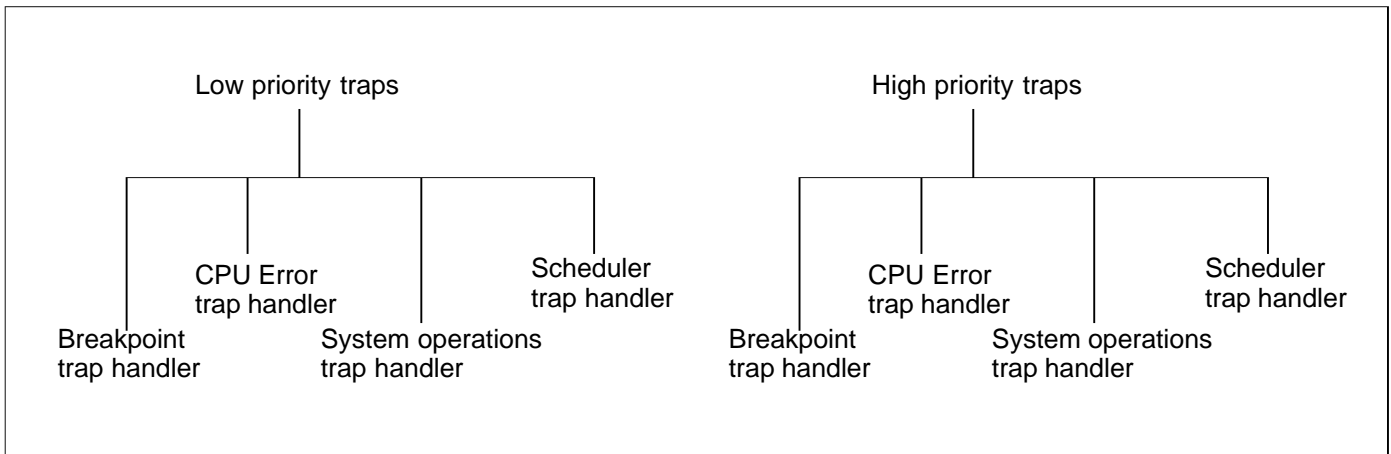 Low priority traps
CPU Error
trap handler
Scheduler
trap handler
Breakpoint
trap handler
System operations
trap handler
High priority traps
CPU Error
trap handler
Scheduler
trap handler
Breakpoint
trap handler
System operations
trap handler